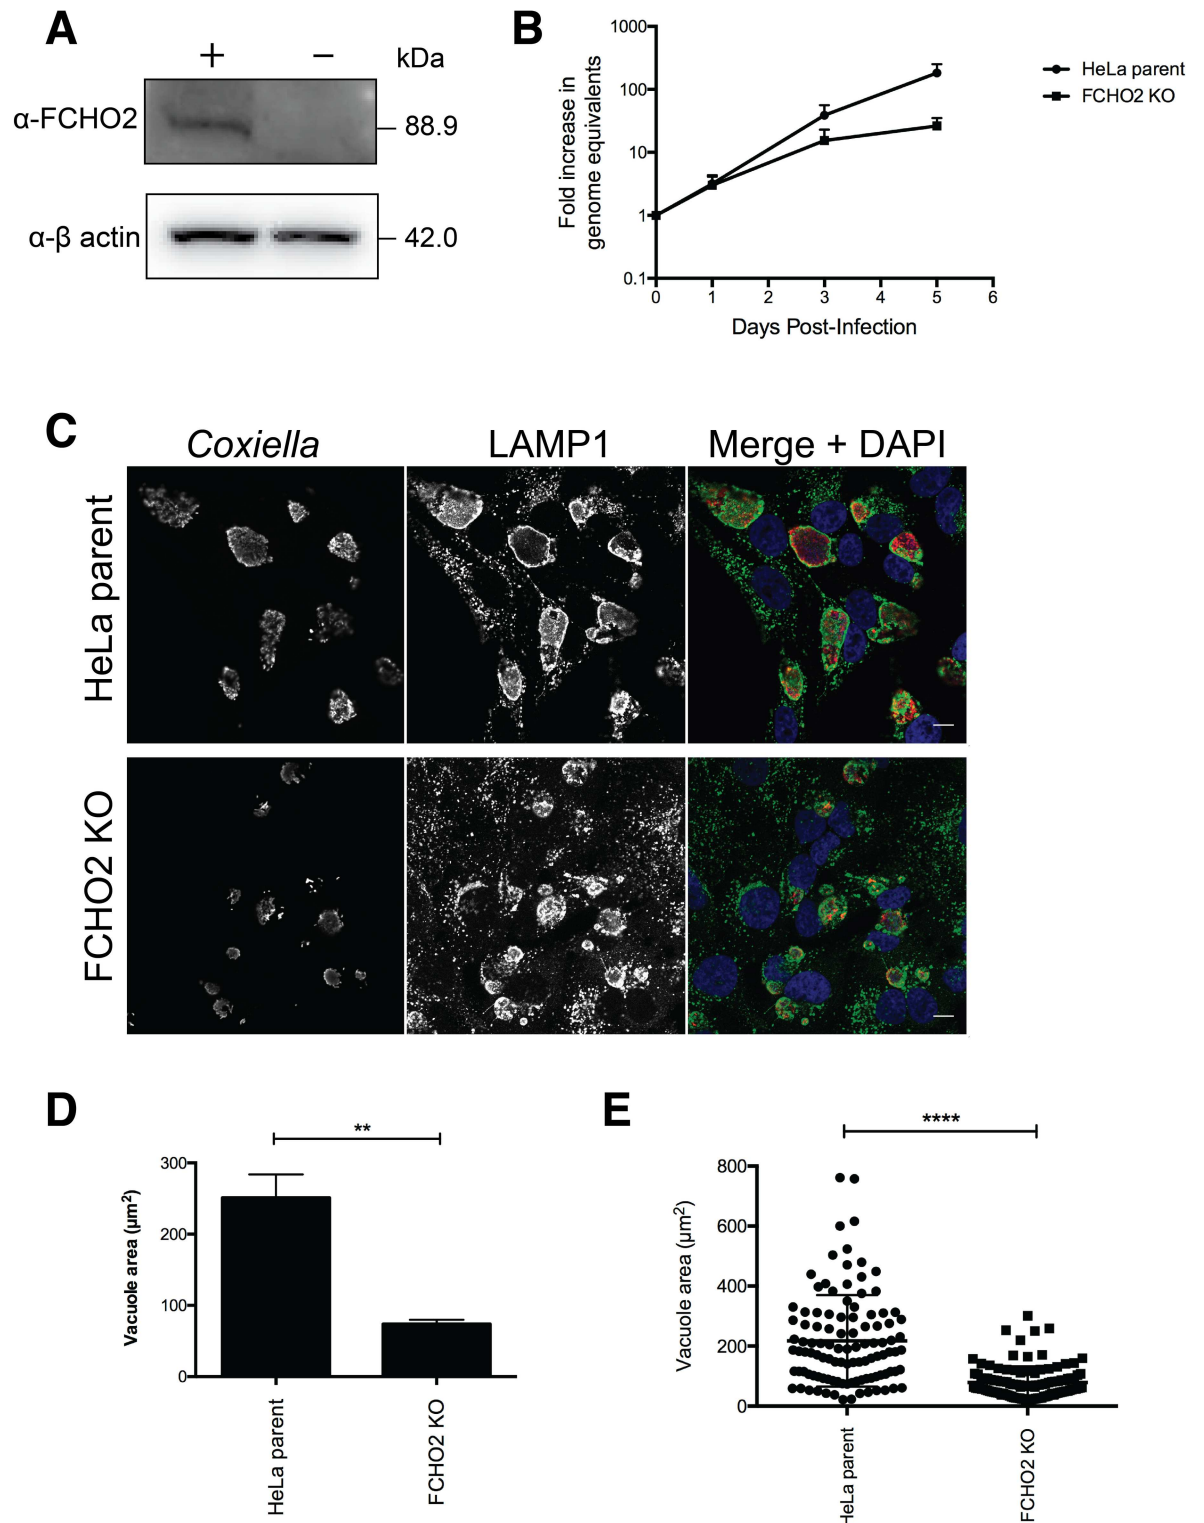 A
+ − kDa
α-FCHO2
88.9
α-β actin
42.0
B
Fold increase in
genome equivalents
1000
100
10
1
0.1
0 1 2 3 4 5 6
Days Post-Infection
HeLa parent
FCHO2 KO
C
Coxiella LAMP1 Merge + DAPI
HeLa parent
FCHO2 KO
D
**
Vacuole area (µm²)
300
200
100
0
HeLa parent
FCHO2 KO
E
****
Vacuole area (µm²)
800
600
400
200
0
HeLa parent
FCHO2 KO